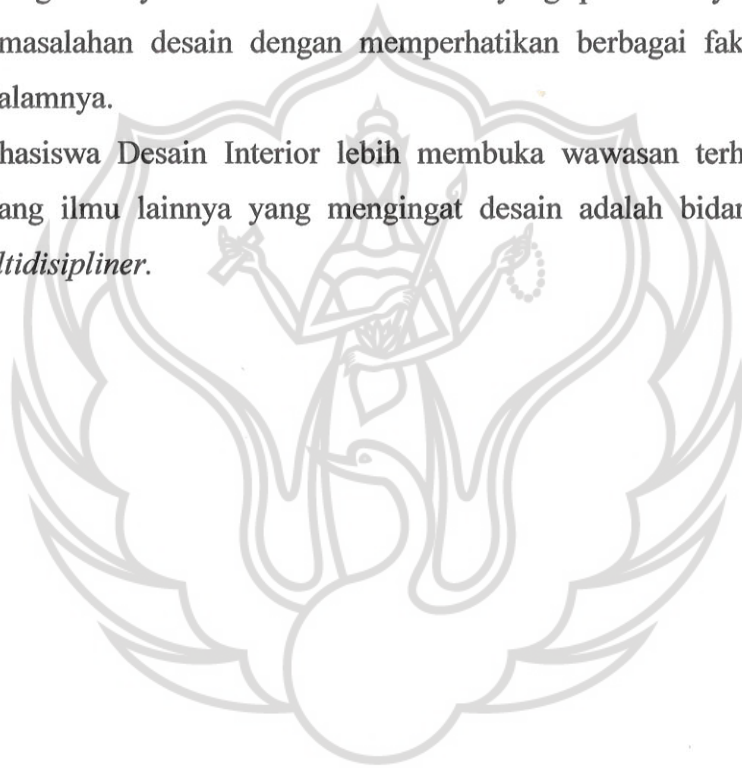 masalahan desain dengan memperhatikan berbagai fak
alamnya.
hasiswa Desain Interior lebih membuka wawasan terh
ang ilmu lainnya yang mengingat desain adalah bidar
ltidisipliner.